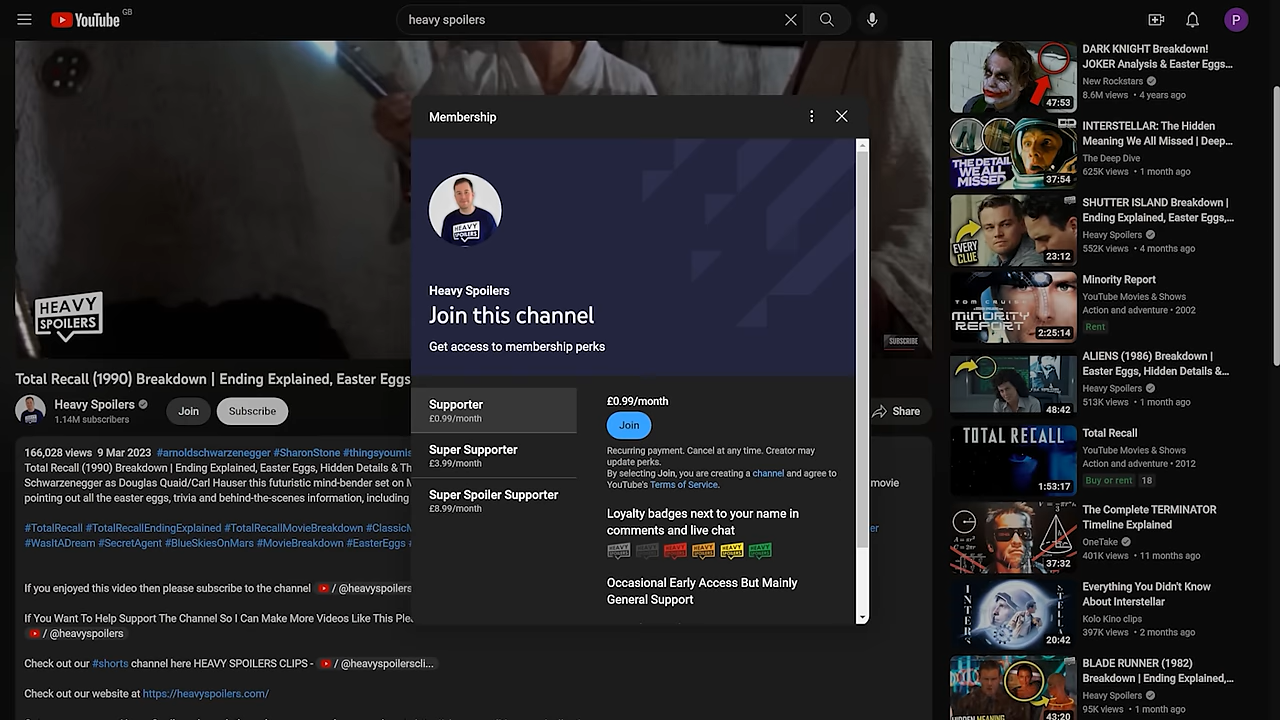 YouTube GB
heavy spoilers
P
HEAVY
SPOILERS
SUBSCRIBE
Total Recall (1990) Breakdown | Ending Explained, Easter Eggs
Heavy Spoilers
1.14M subscribers
Join
Subscribe
Share
166,028 views 9 Mar 2023 #arnoldschwarzenegger #SharonStone #thingsyoumis
Total Recall (1990) Breakdown | Ending Explained, Easter Eggs, Hidden Details & Th
Schwarzenegger as Douglas Quaid/Carl Hauser this futuristic mind-bender set on M
movie
pointing out all the easter eggs, trivia and behind-the-scenes information, including
#TotalRecall #TotalRecallEndingExplained #TotalRecallMovieBreakdown #ClassicM
er
#WasItADream #SecretAgent #BlueSkiesOnMars #MovieBreakdown #EasterEggs #
If you enjoyed this video then please subscribe to the channel / @heavyspoilers
If You Want To Help Support The Channel So I Can Make More Videos Like This Ple
/ @heavyspoilers
Check out our #shorts channel here HEAVY SPOILERS CLIPS - / @heavyspoilerscli...
Check out our website at https://heavyspoilers.com/
Membership
HEAVY
SPOILERS
Heavy Spoilers
Join this channel
Get access to membership perks
Supporter
£0.99/month
Super Supporter
£3.99/month
Super Spoiler Supporter
£8.99/month
£0.99/month
Join
Recurring payment. Cancel at any time. Creator may
update perks.
By selecting Join, you are creating a channel and agree to
YouTube's Terms of Service.
Loyalty badges next to your name in
comments and live chat
Occasional Early Access But Mainly
General Support
47:53
DARK KNIGHT Breakdown!
JOKER Analysis & Easter Eggs...
New Rockstars
8.6M views • 4 years ago
THE DETAIL
WE ALL
MISSED
37:54
INTERSTELLAR: The Hidden
Meaning We All Missed | Deep...
The Deep Dive
625K views • 1 month ago
EVERY
CLUE
23:12
SHUTTER ISLAND Breakdown |
Ending Explained, Easter Eggs,...
Heavy Spoilers
552K views • 4 months ago
TOM CRUISE
MINORITY
REPORT
2:25:14
Minority Report
YouTube Movies & Shows
Action and adventure • 2002
Rent
48:42
ALIENS (1986) Breakdown |
Easter Eggs, Hidden Details &...
Heavy Spoilers
513K views • 1 month ago
TOTAL RECALL
1:53:17
Total Recall
YouTube Movies & Shows
Action and adventure • 2012
Buy or rent 18
37:32
The Complete TERMINATOR
Timeline Explained
OneTake
401K views • 11 months ago
INTER
STELLA
20:42
Everything You Didn't Know
About Interstellar
Kolo Kino clips
397K views • 2 months ago
HIDDEN MEANING
43:20
BLADE RUNNER (1982)
Breakdown | Ending Explained,...
Heavy Spoilers
95K views • 1 month ago